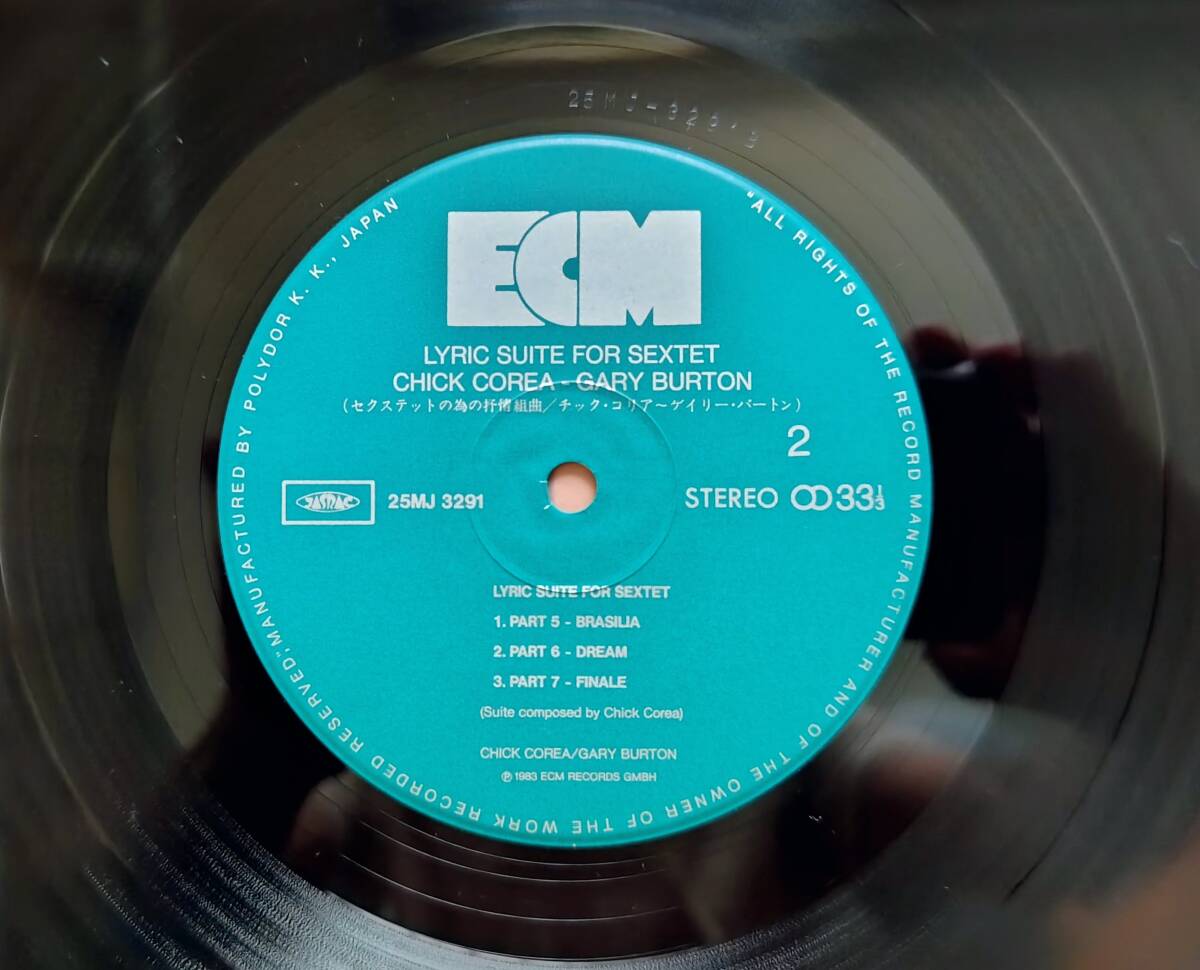 ECM
LYRIC SUITE FOR SEXTET
CHICK COREA - GARY BURTON
(セクステットの為の抒情組曲/チック・コリア〜ゲイリー・バートン)
2
JASRAC
25MJ 3291
STEREO
33 1/3
LYRIC SUITE FOR SEXTET
1. PART 5 - BRASILIA
2. PART 6 - DREAM
3. PART 7 - FINALE
(Suite composed by Chick Corea)
CHICK COREA/GARY BURTON
Ⓟ 1983 ECM RECORDS GMBH
"ALL RIGHTS OF THE RECORD MANUFACTURER AND OF THE OWNER OF THE WORK RECORDED RESERVED," MANUFACTURED BY POLYDOR K. K., JAPAN